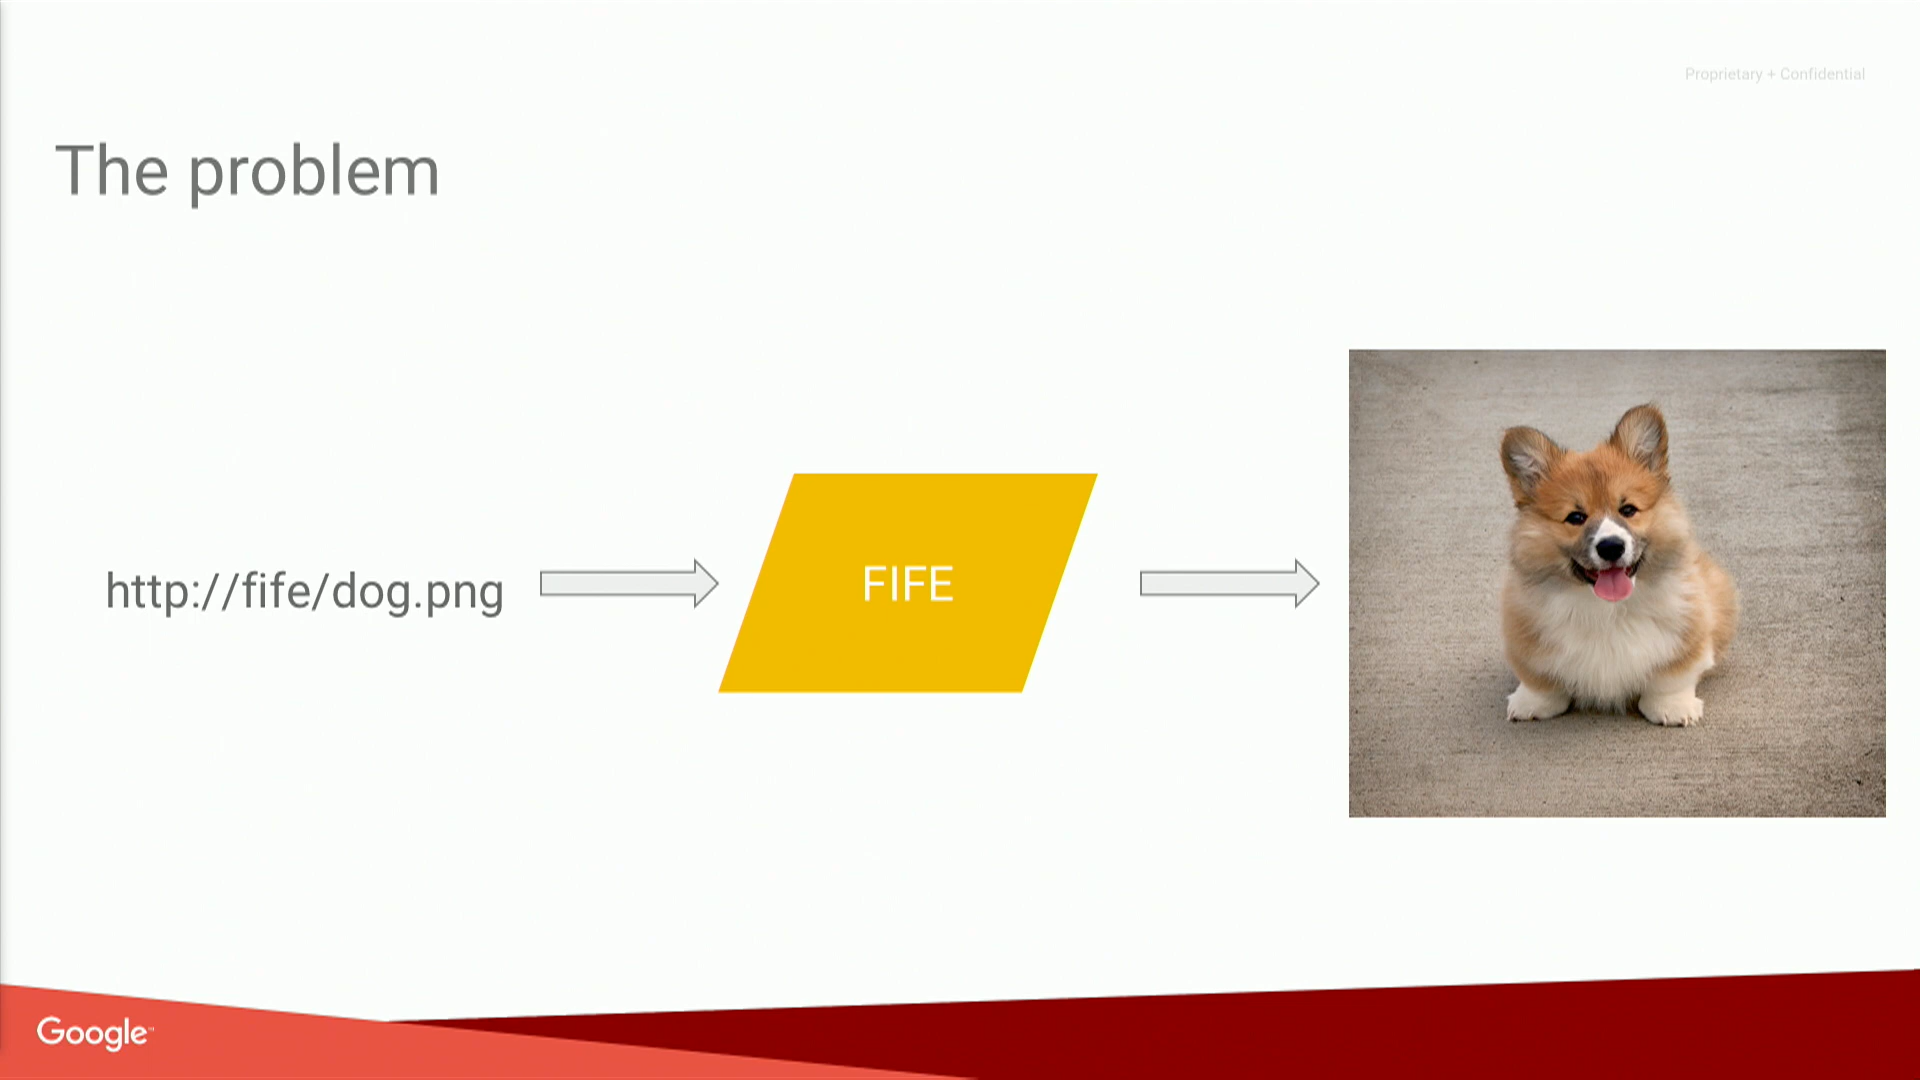 Proprietary + Confidential
The problem
http://fife/dog.png
FIFE
Google